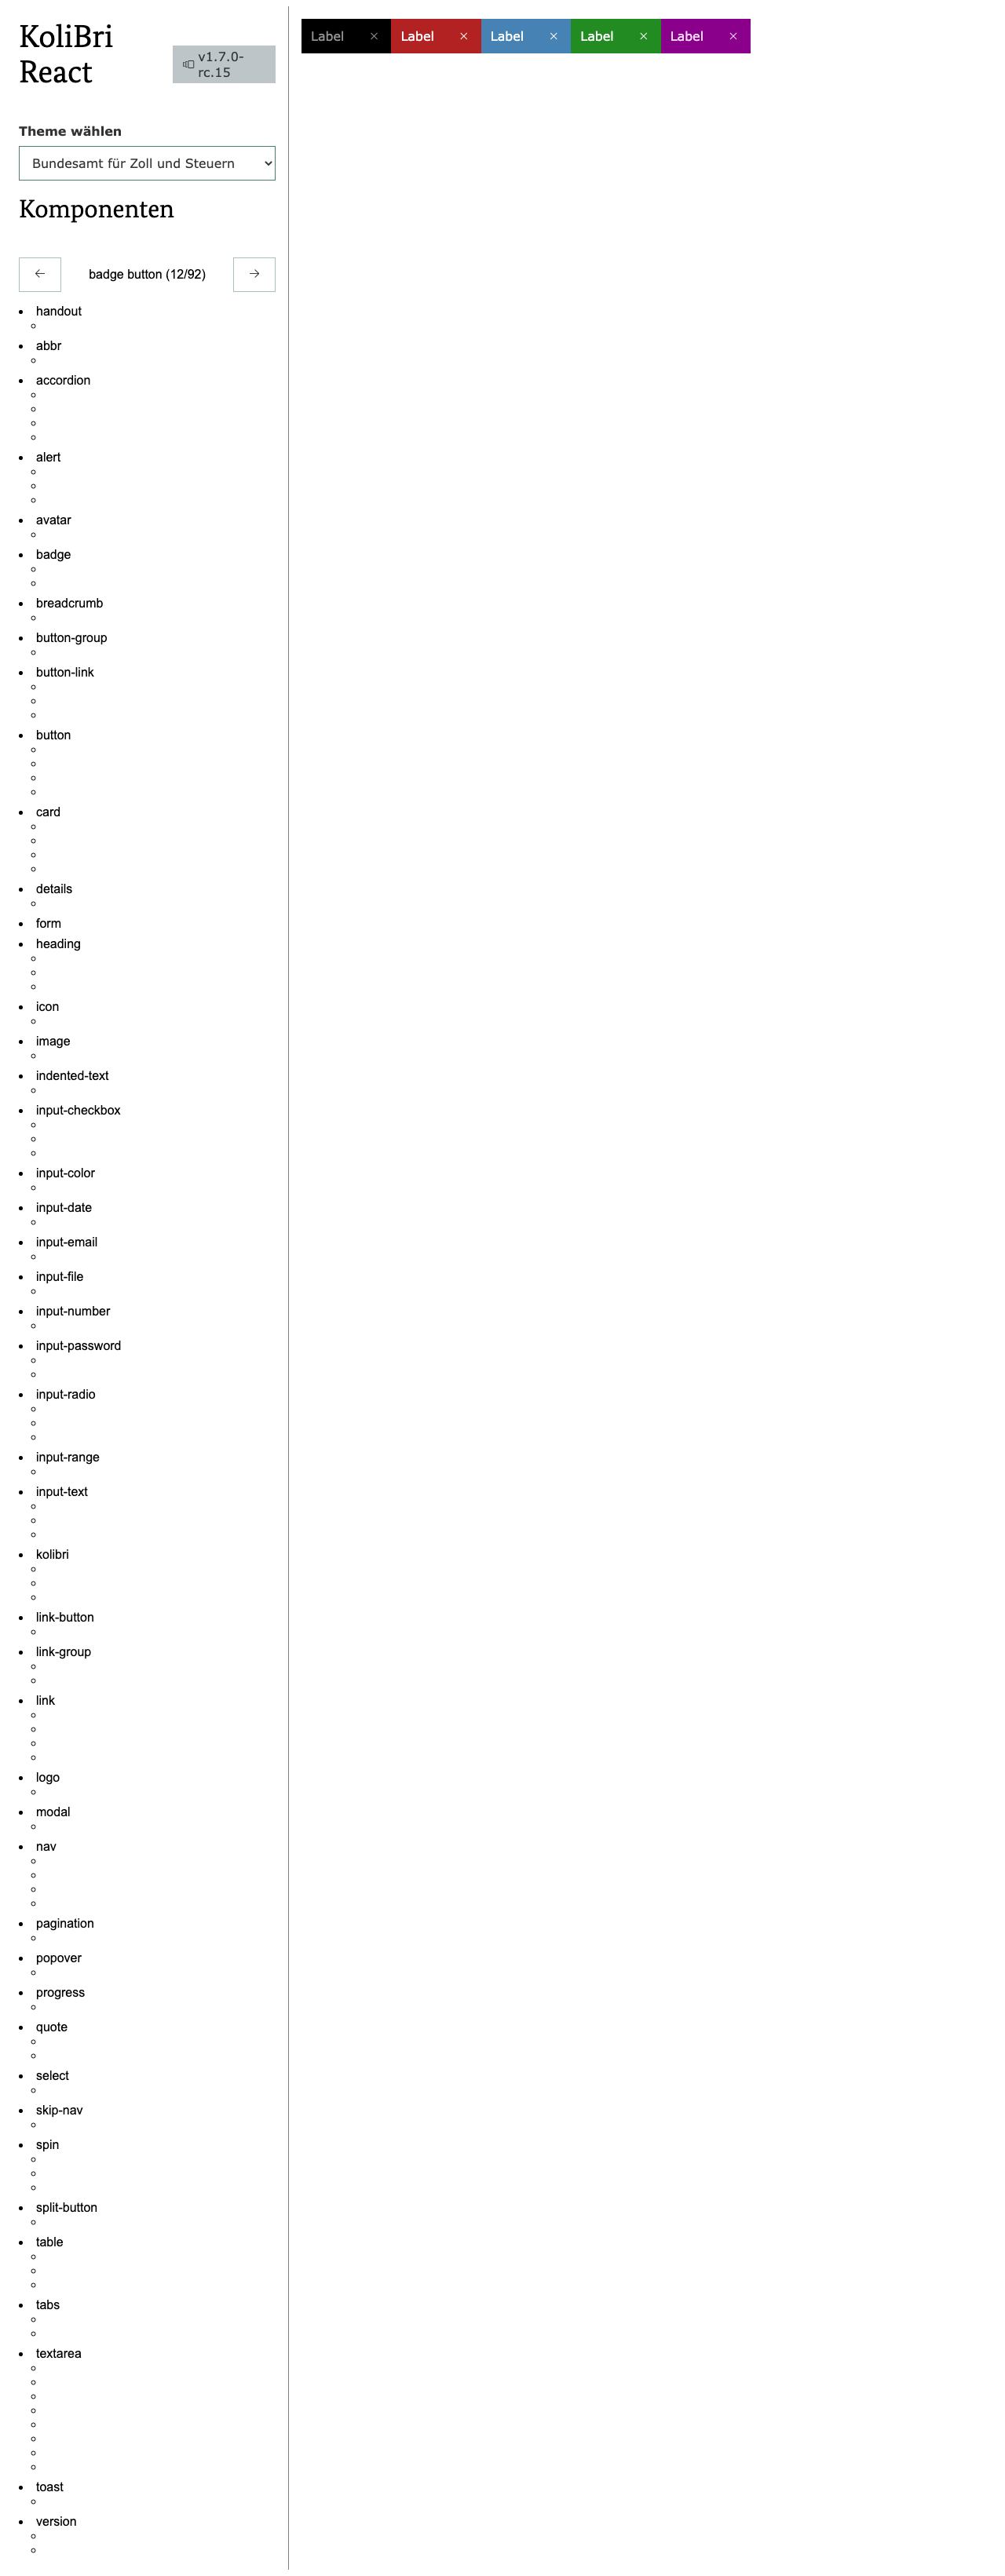 KoliBri
React
v1.7.0-
rc.15
Theme wählen
Bundesamt für Zoll und Steuern
Komponenten
badge button (12/92)
handout
abbr
accordion
alert
avatar
badge
breadcrumb
button-group
button-link
button
card
details
form
heading
icon
image
indented-text
input-checkbox
input-color
input-date
input-email
input-file
input-number
input-password
input-radio
input-range
input-text
kolibri
link-button
link-group
link
logo
modal
nav
pagination
popover
progress
quote
select
skip-nav
spin
split-button
table
tabs
textarea
toast
version
Label Label Label Label Label